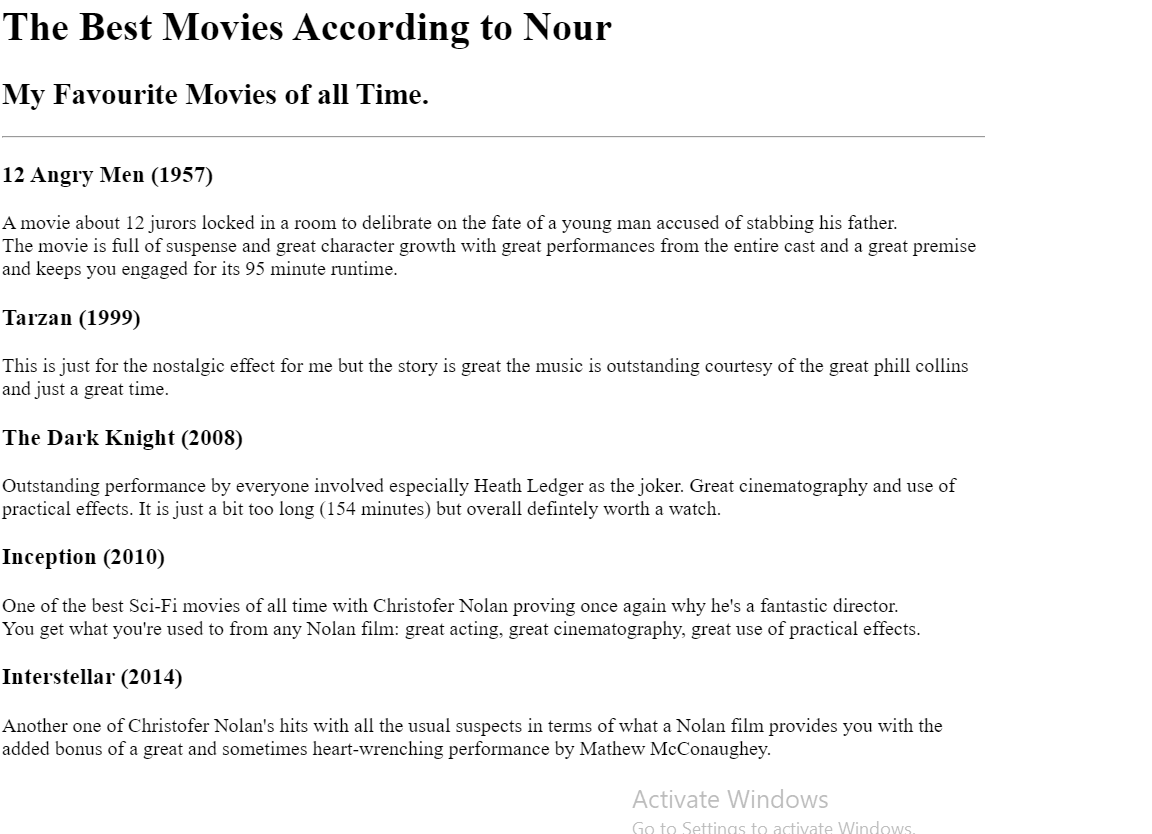 The Best Movies According to Nour
My Favourite Movies of all Time.
12 Angry Men (1957)
A movie about 12 jurors locked in a room to delibrate on the fate of a young man accused of stabbing his father.
The movie is full of suspense and great character growth with great performances from the entire cast and a great premise
and keeps you engaged for its 95 minute runtime.
Tarzan (1999)
This is just for the nostalgic effect for me but the story is great the music is outstanding courtesy of the great phill collins
and just a great time.
The Dark Knight (2008)
Outstanding performance by everyone involved especially Heath Ledger as the joker. Great cinematography and use of
practical effects. It is just a bit too long (154 minutes) but overall defintely worth a watch.
Inception (2010)
One of the best Sci-Fi movies of all time with Christofer Nolan proving once again why he's a fantastic director.
You get what you're used to from any Nolan film: great acting, great cinematography, great use of practical effects.
Interstellar (2014)
Another one of Christofer Nolan's hits with all the usual suspects in terms of what a Nolan film provides you with the
added bonus of a great and sometimes heart-wrenching performance by Mathew McConaughey.
Activate Windows
Go to Settings to activate Windows.